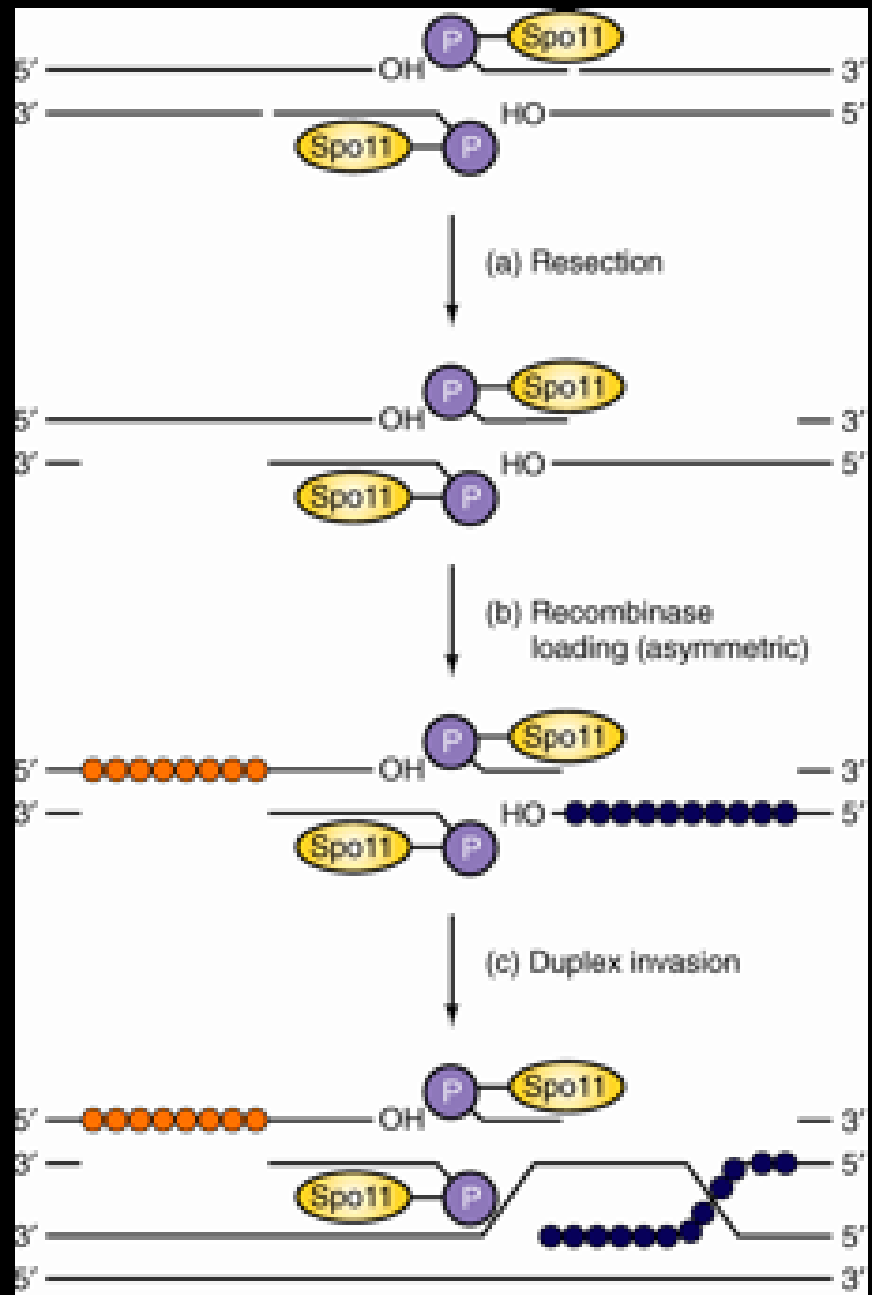 P Spo11
5′ OH 3′
3′ HO 5′
Spo11 P
(a) Resection
P Spo11
5′ OH 3′
3′ HO 5′
Spo11 P
(b) Recombinase
loading (asymmetric)
P Spo11
5′ OH 3′
3′ HO 5′
Spo11 P
(c) Duplex invasion
P Spo11
5′ OH 3′
3′ 5′
Spo11 P
3′ 5′
5′ 3′